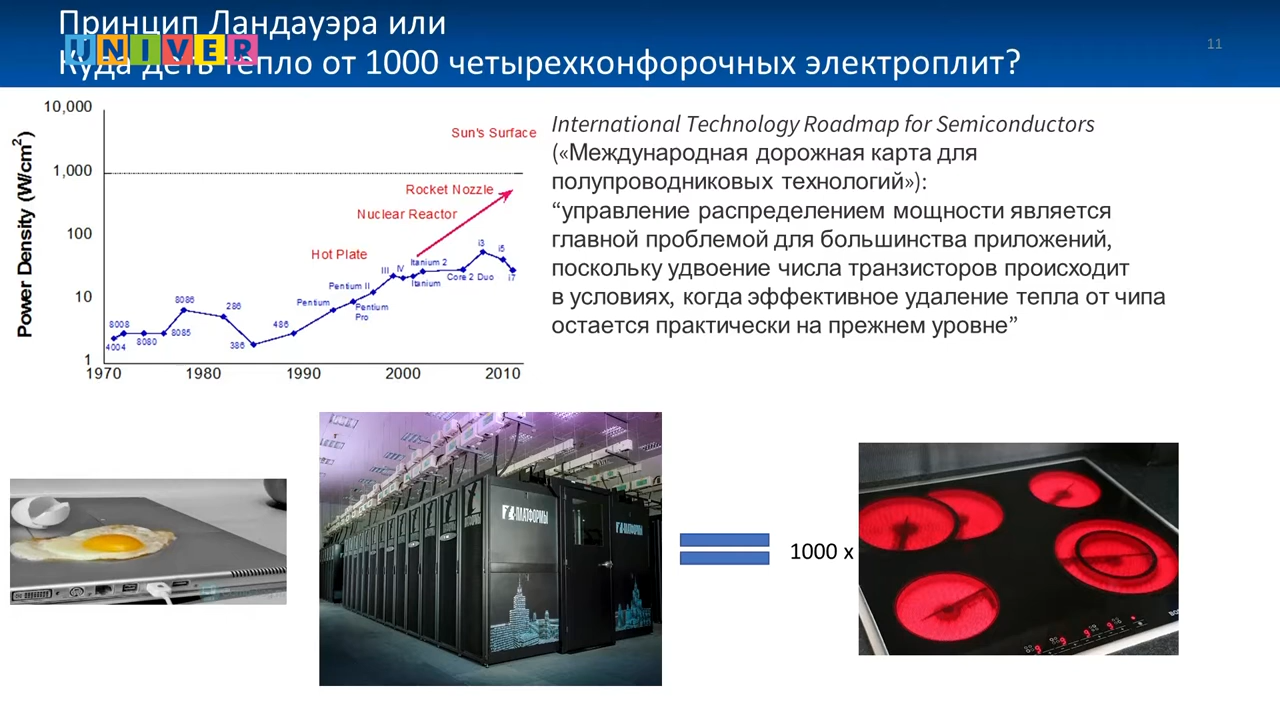 Принцип Ландауэра или
UNIVER
Куда деть тепло от 1000 четырехконфорочных электроплит?
11
Power Density (W/cm2)
10,000
1,000
100
10
1
1970
1980
1990
2000
2010
Sun's Surface
Rocket Nozzle
Nuclear Reactor
Hot Plate
4004
8008
8080
8085
8086
286
386
486
Pentium
Pentium Pro
Pentium II
III
IV
Itanium
Itanium 2
Core 2 Duo
i3
i5
i7
International Technology Roadmap for Semiconductors
(«Международная дорожная карта для
полупроводниковых технологий»):
“управление распределением мощности является
главной проблемой для большинства приложений,
поскольку удвоение числа транзисторов происходит
в условиях, когда эффективное удаление тепла от чипа
остается практически на прежнем уровне”
Т-ПЛАТФОРМЫ
1000 x